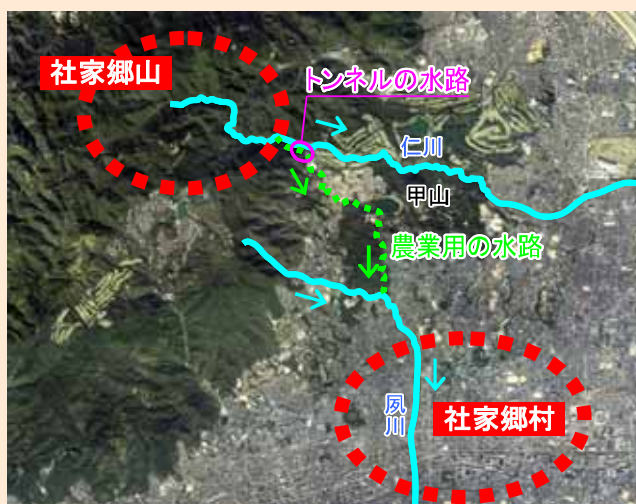 社家郷山
トンネルの水路
仁川
甲山
農業用の水路
夙川
社家郷村